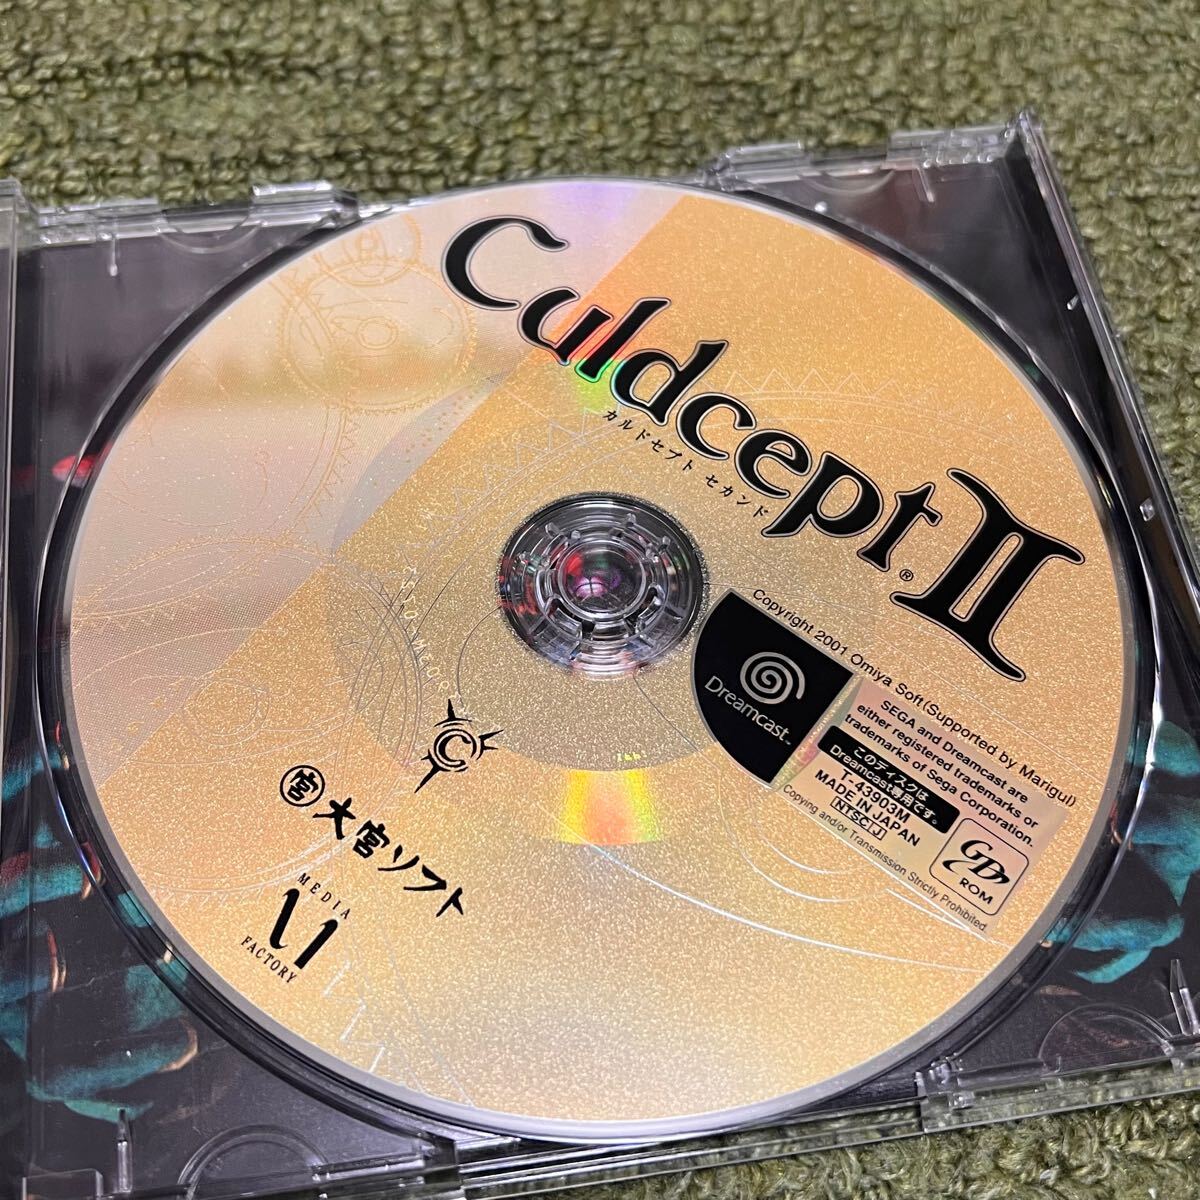 Culdcept® II
カルドセプト セカンド
Copyright 2001 Omiya Soft(Supported by Marigul)
Dreamcast™
SEGA and Dreamcast are
either registered trademarks or
trademarks of Sega Corporation.
このディスクは
Dreamcast専用です。
T-43903M
MADE IN JAPAN
NTSC J
Copying and/or Transmission Strictly Prohibited.
GD
ROM
C
宮 大宮ソフト
MEDIA
FACTORY